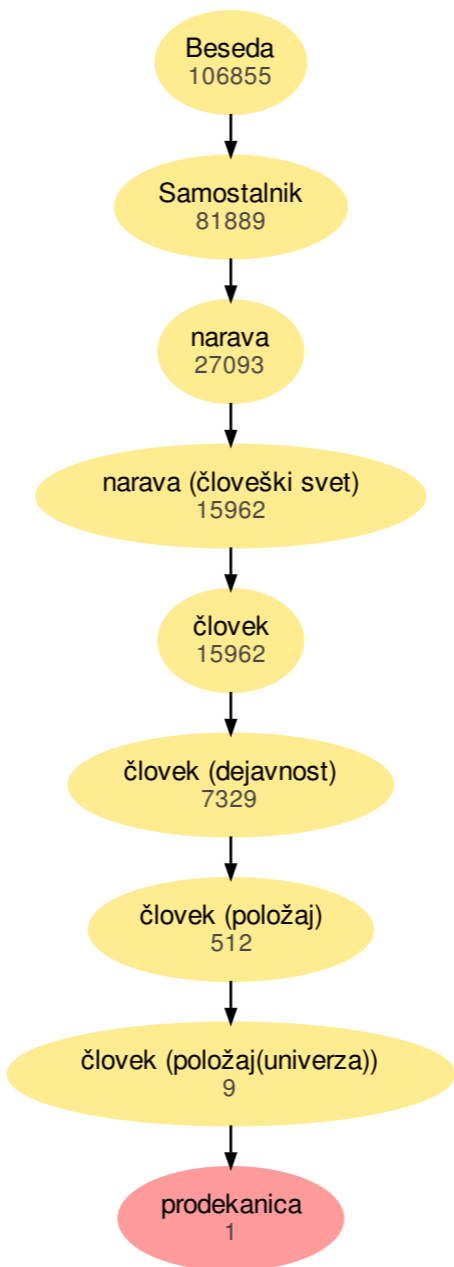 Beseda
106855
Samostalnik
81889
narava
27093
narava (človeški svet)
15962
človek
15962
človek (dejavnost)
7329
človek (položaj)
512
človek (položaj(univerza))
9
prodekanica
1